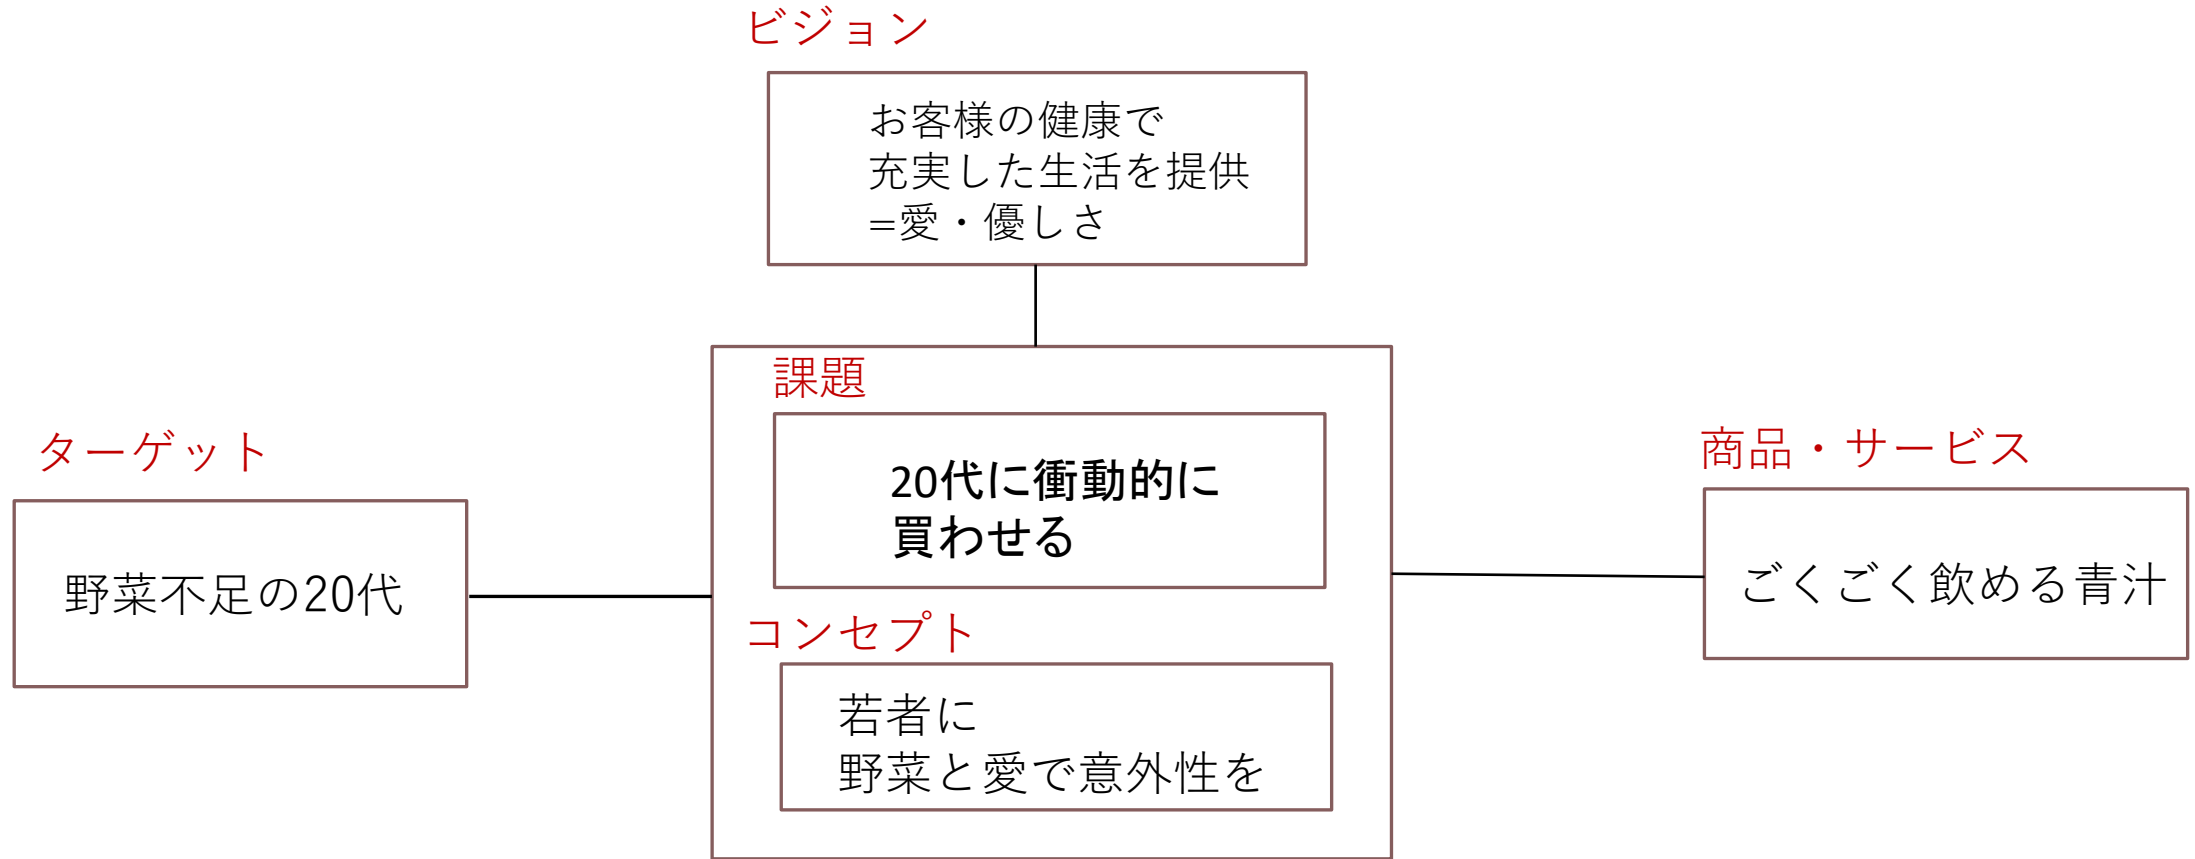 ビジョン
お客様の健康で
充実した生活を提供
=愛・優しさ
ターゲット
野菜不足の20代
課題
20代に衝動的に
買わせる
コンセプト
若者に
野菜と愛で意外性を
商品・サービス
ごくごく飲める青汁